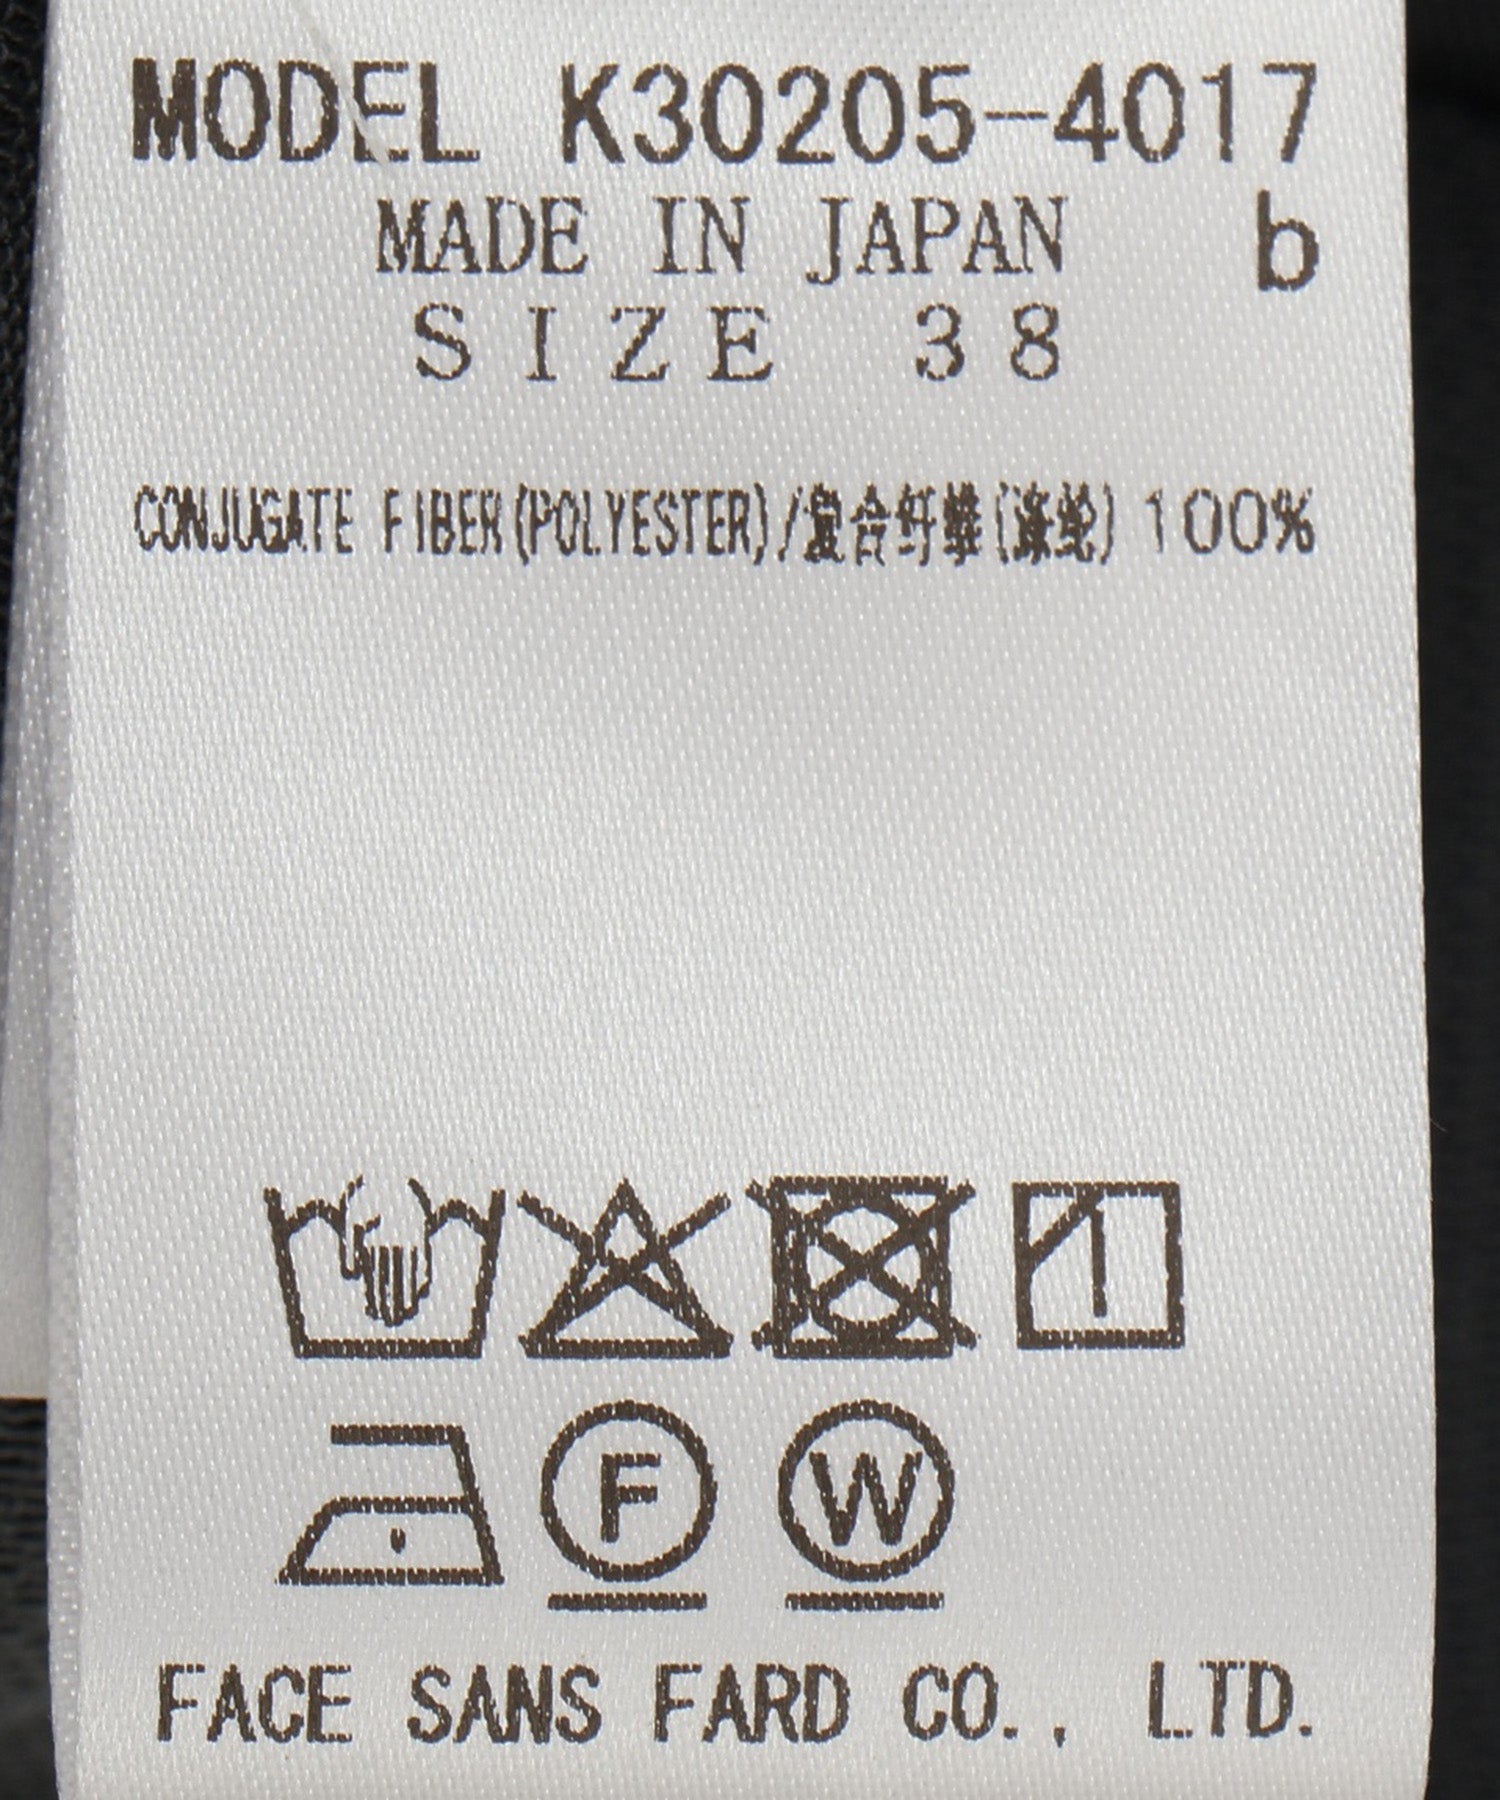 MODEL K30205-4017
MADE IN JAPAN b
SIZE 38
CONJUGATE FIBER(POLYESTER)/复合纤维(涤纶)100%
F W
FACE SANS FARD CO., LTD.